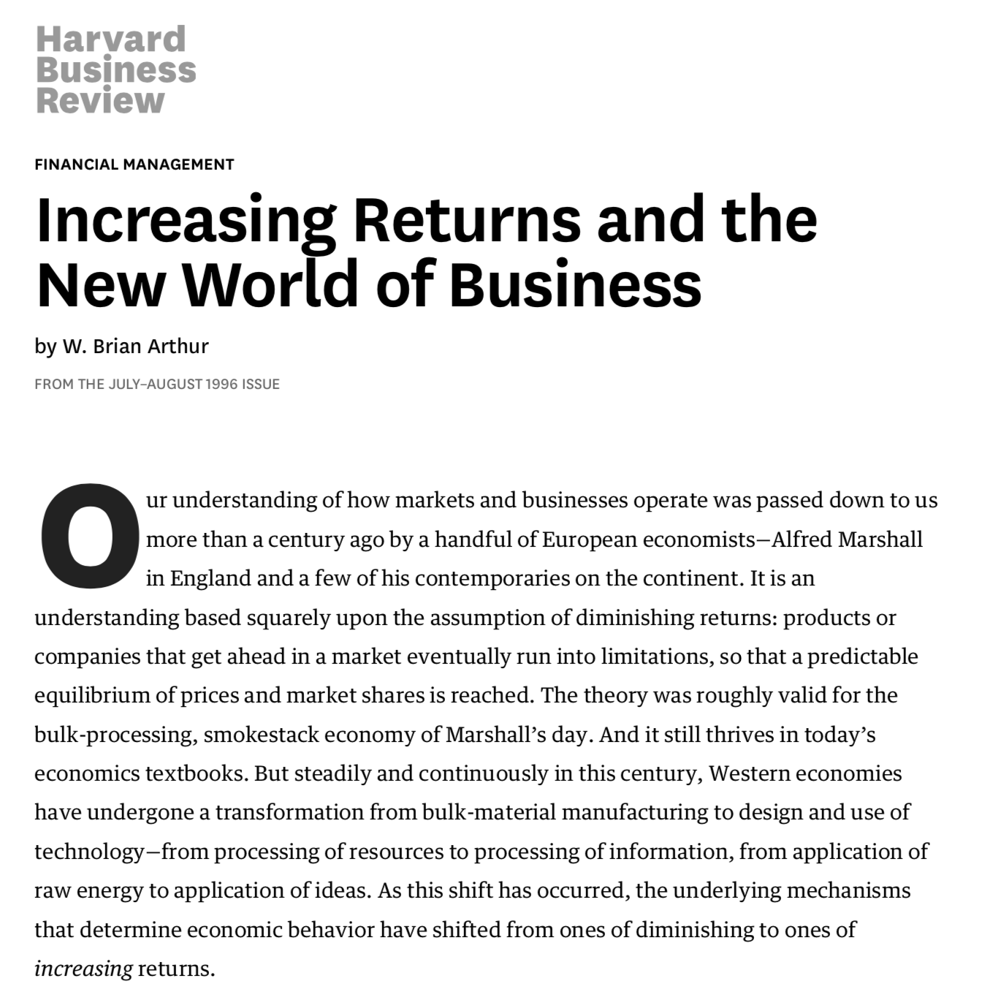 Harvard
Business
Review
FINANCIAL MANAGEMENT
Increasing Returns and the
New World of Business
by W. Brian Arthur
FROM THE JULY–AUGUST 1996 ISSUE
Our understanding of how markets and businesses operate was passed down to us
more than a century ago by a handful of European economists—Alfred Marshall
in England and a few of his contemporaries on the continent. It is an
understanding based squarely upon the assumption of diminishing returns: products or
companies that get ahead in a market eventually run into limitations, so that a predictable
equilibrium of prices and market shares is reached. The theory was roughly valid for the
bulk-processing, smokestack economy of Marshall’s day. And it still thrives in today’s
economics textbooks. But steadily and continuously in this century, Western economies
have undergone a transformation from bulk-material manufacturing to design and use of
technology—from processing of resources to processing of information, from application of
raw energy to application of ideas. As this shift has occurred, the underlying mechanisms
that determine economic behavior have shifted from ones of diminishing to ones of
increasing returns.